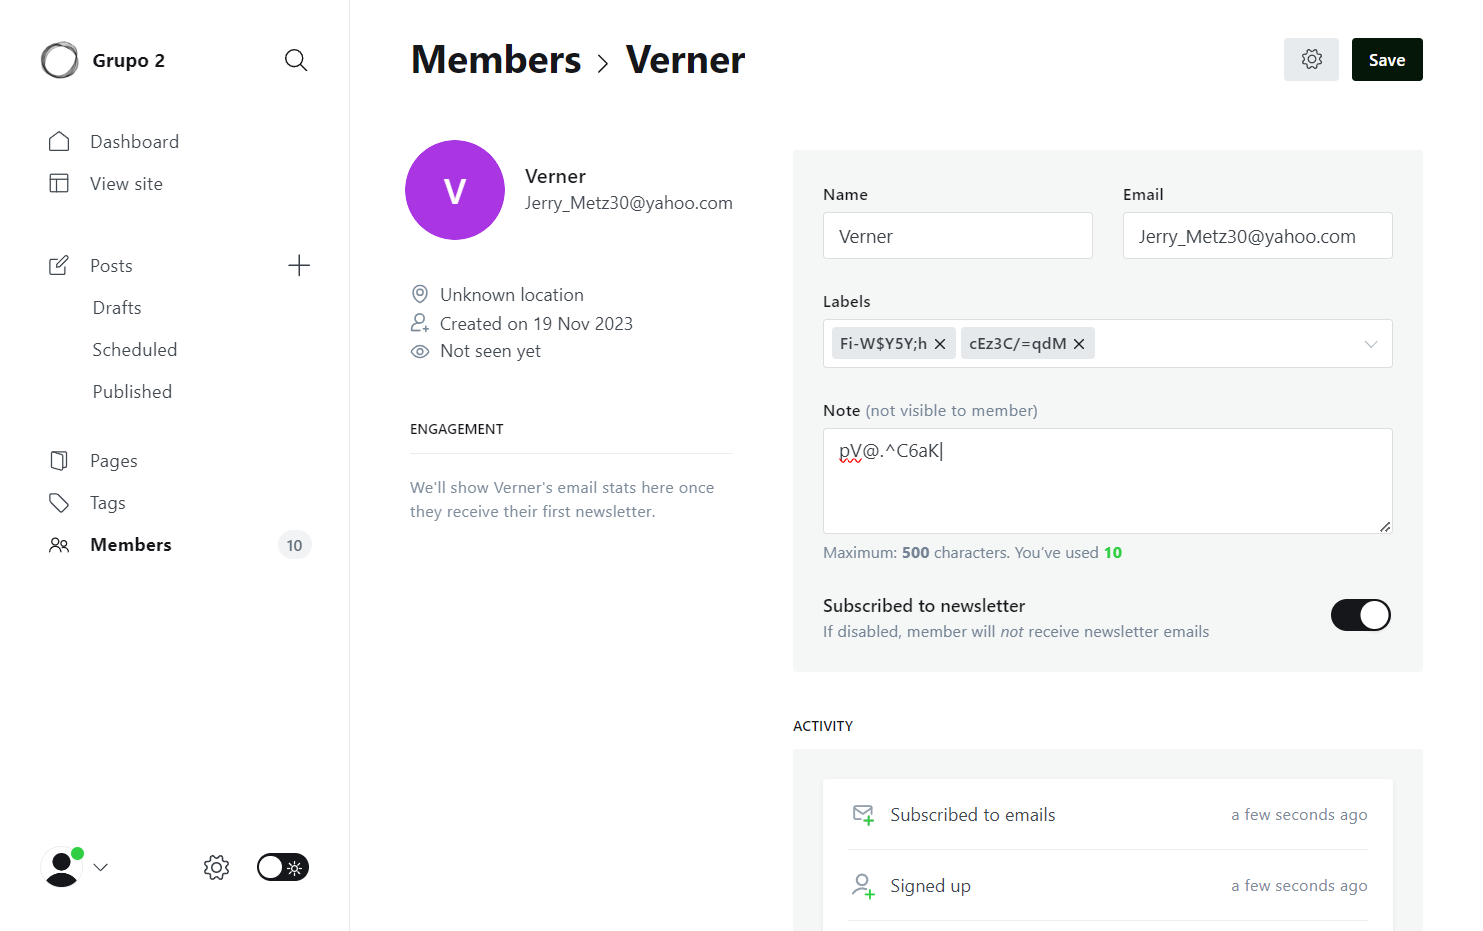 Grupo 2
Dashboard
View site
Posts
Drafts
Scheduled
Published
Pages
Tags
Members
10
Members > Verner
Save
V
Verner
Jerry_Metz30@yahoo.com
Unknown location
Created on 19 Nov 2023
Not seen yet
ENGAGEMENT
We'll show Verner's email stats here once
they receive their first newsletter.
Name
Email
Verner
Jerry_Metz30@yahoo.com
Labels
Fi-W$Y5Y;h
cEz3C/=qdM
Note (not visible to member)
pV@.^C6aK
Maximum: 500 characters. You've used 10
Subscribed to newsletter
If disabled, member will not receive newsletter emails
ACTIVITY
Subscribed to emails
a few seconds ago
Signed up
a few seconds ago